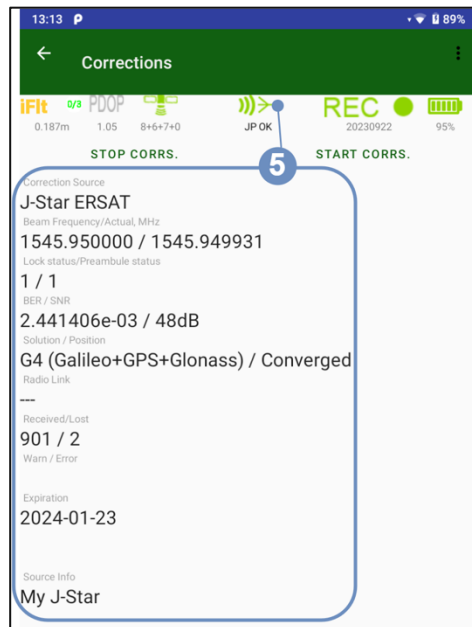 13:13 P 89%
← Corrections
iFlt 0/3 PDOP REC
0.187m 1.05 8+6+7+0 JP OK 20230922 95%
STOP CORRS. START CORRS.
5
Correction Source
J-Star ERSAT
Beam Frequency/Actual, MHz
1545.950000 / 1545.949931
Lock status/Preambule status
1 / 1
BER / SNR
2.441406e-03 / 48dB
Solution / Position
G4 (Galileo+GPS+Glonass) / Converged
Radio Link
---
Received/Lost
901 / 2
Warn / Error
Expiration
2024-01-23
Source Info
My J-Star